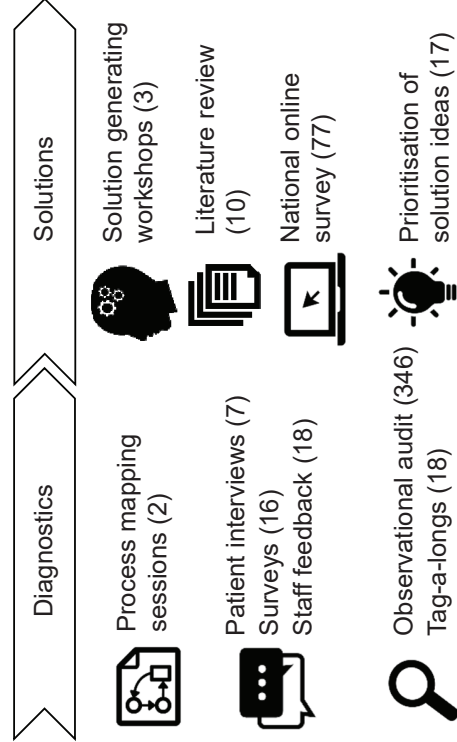 Diagnostics
Process mapping
sessions (2)
Patient interviews (7)
Surveys (16)
Staff feedback (18)
Observational audit (346)
Tag-a-longs (18)
Solutions
Solution generating
workshops (3)
Literature review
(10)
National online
survey (77)
Prioritisation of
solution ideas (17)